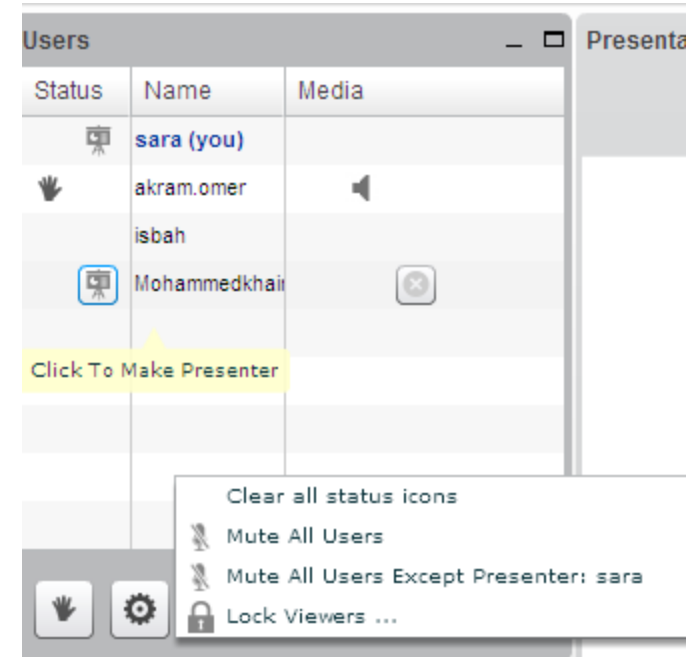 Users
Presenta
Status Name Media
sara (you)
akram.omer
isbah
Mohammedkhair
Click To Make Presenter
Clear all status icons
Mute All Users
Mute All Users Except Presenter: sara
Lock Viewers ...